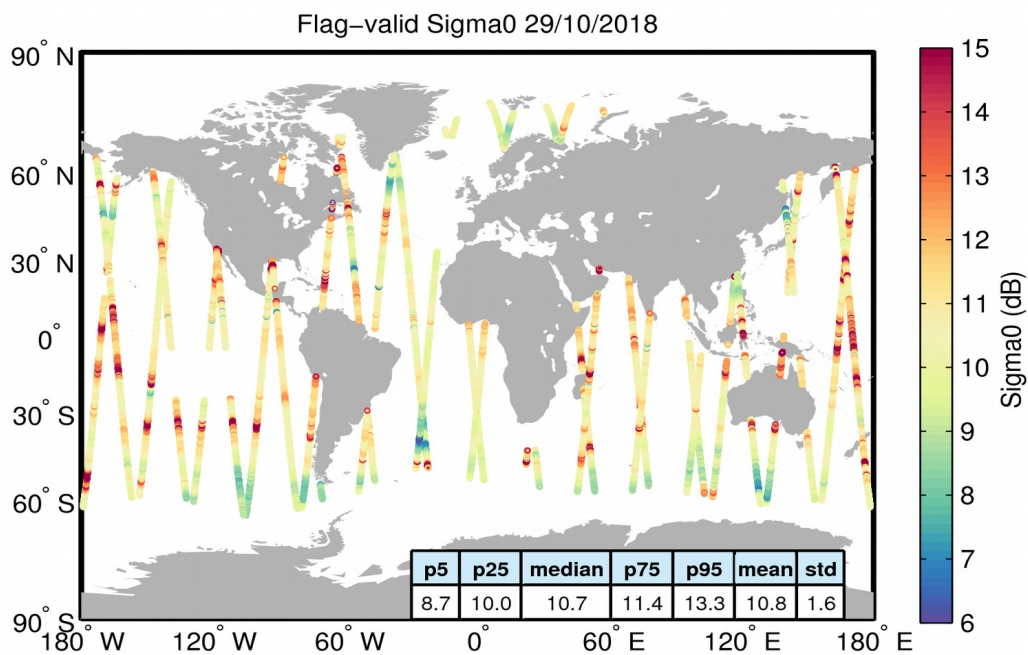 Flag−valid Sigma0 29/10/2018
90° N
60° N
30° N
0°
30° S
60° S
90° S
180° W
120° W
60° W
0°
60° E
120° E
180° E
p5 p25 median p75 p95 mean std
8.7 10.0 10.7 11.4 13.3 10.8 1.6
15
14
13
12
11
10
9
8
7
6
Sigma0 (dB)